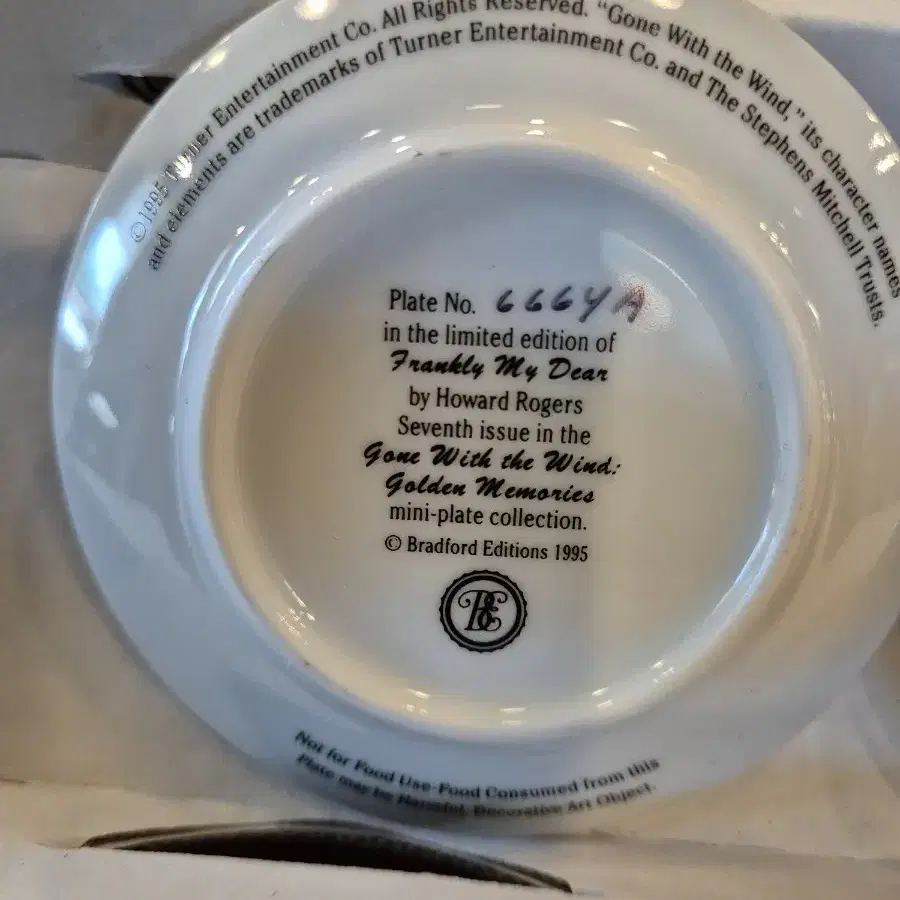 ©1995 Turner Entertainment Co. All Rights Reserved. "Gone With the Wind," its character names
and elements are trademarks of Turner Entertainment Co. and The Stephens Mitchell Trusts.
Plate No. 6664A
in the limited edition of
Frankly My Dear
by Howard Rogers
Seventh issue in the
Gone With the Wind:
Golden Memories
mini-plate collection.
© Bradford Editions 1995
BE
Not for Food Use-Food Consumed from this
Plate may be Harmful. Decorative Art Object.